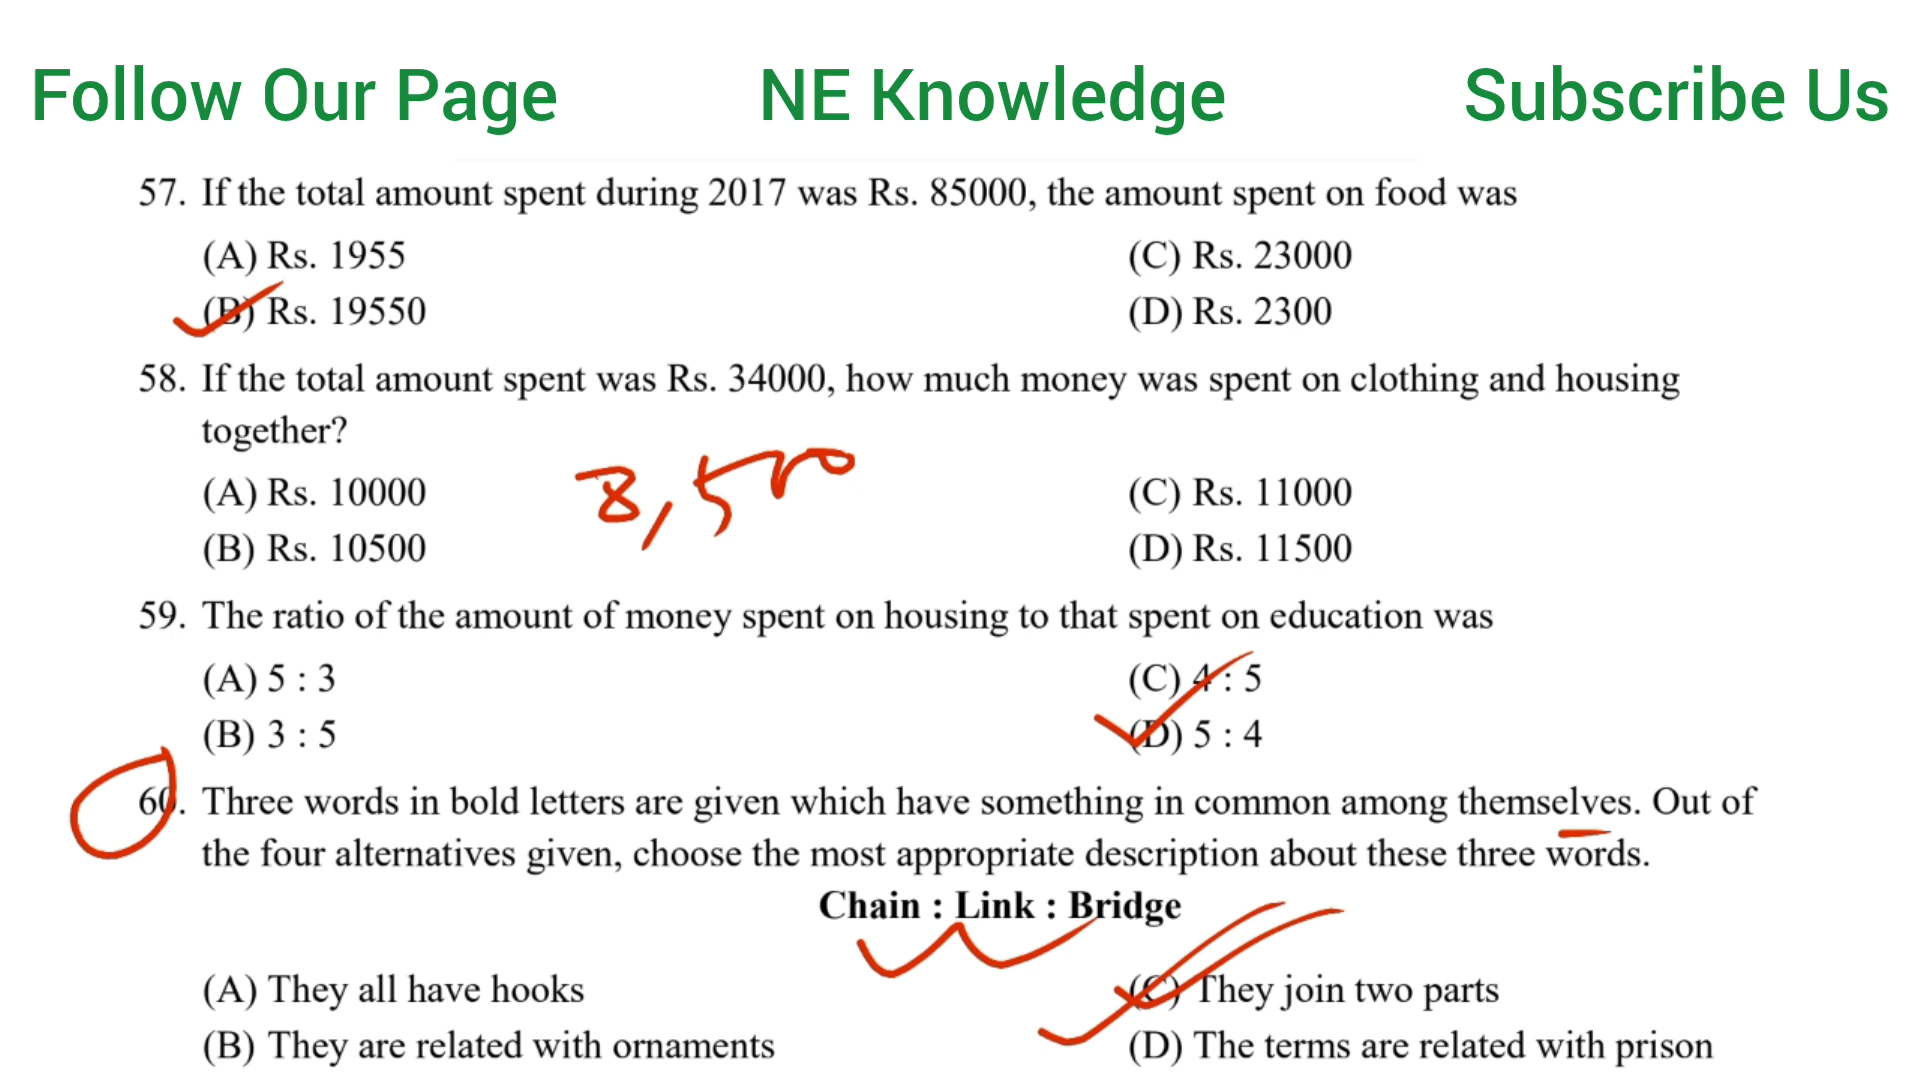 Follow Our Page NE Knowledge Subscribe Us
57. If the total amount spent during 2017 was Rs. 85000, the amount spent on food was
(A) Rs. 1955 (C) Rs. 23000
(B) Rs. 19550 (D) Rs. 2300
58. If the total amount spent was Rs. 34000, how much money was spent on clothing and housing
together?
8,500
(A) Rs. 10000 (C) Rs. 11000
(B) Rs. 10500 (D) Rs. 11500
59. The ratio of the amount of money spent on housing to that spent on education was
(A) 5 : 3 (C) 4 : 5
(B) 3 : 5 (D) 5 : 4
60. Three words in bold letters are given which have something in common among themselves. Out of
the four alternatives given, choose the most appropriate description about these three words.
Chain : Link : Bridge
(A) They all have hooks (C) They join two parts
(B) They are related with ornaments (D) The terms are related with prison